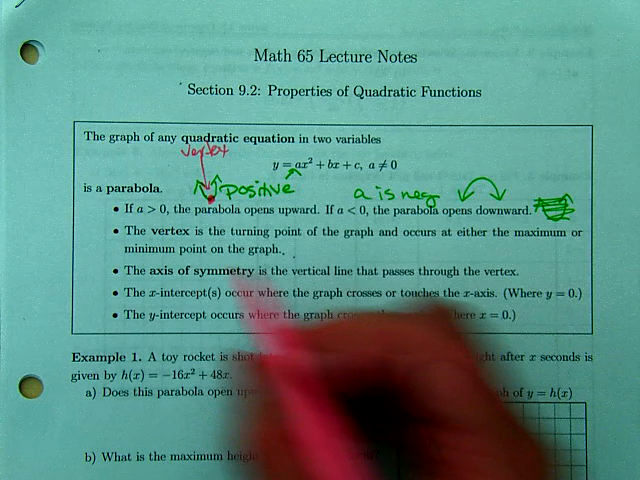 Math 65 Lecture Notes
Section 9.2: Properties of Quadratic Functions
The graph of any quadratic equation in two variables
vertex
y = ax² + bx + c, a ≠ 0
is a parabola.
positive a is neg
• If a > 0, the parabola opens upward. If a < 0, the parabola opens downward.
• The vertex is the turning point of the graph and occurs at either the maximum or
minimum point on the graph.
• The axis of symmetry is the vertical line that passes through the vertex.
• The x-intercept(s) occur where the graph crosses or touches the x-axis. (Where y = 0.)
• The y-intercept occurs where the graph x = 0.)
Example 1. A toy rocket is after x seconds is
given by h(x) = −16x² + 48x.
a) Does this parabola open of y = h(x)
b) What is the maximum